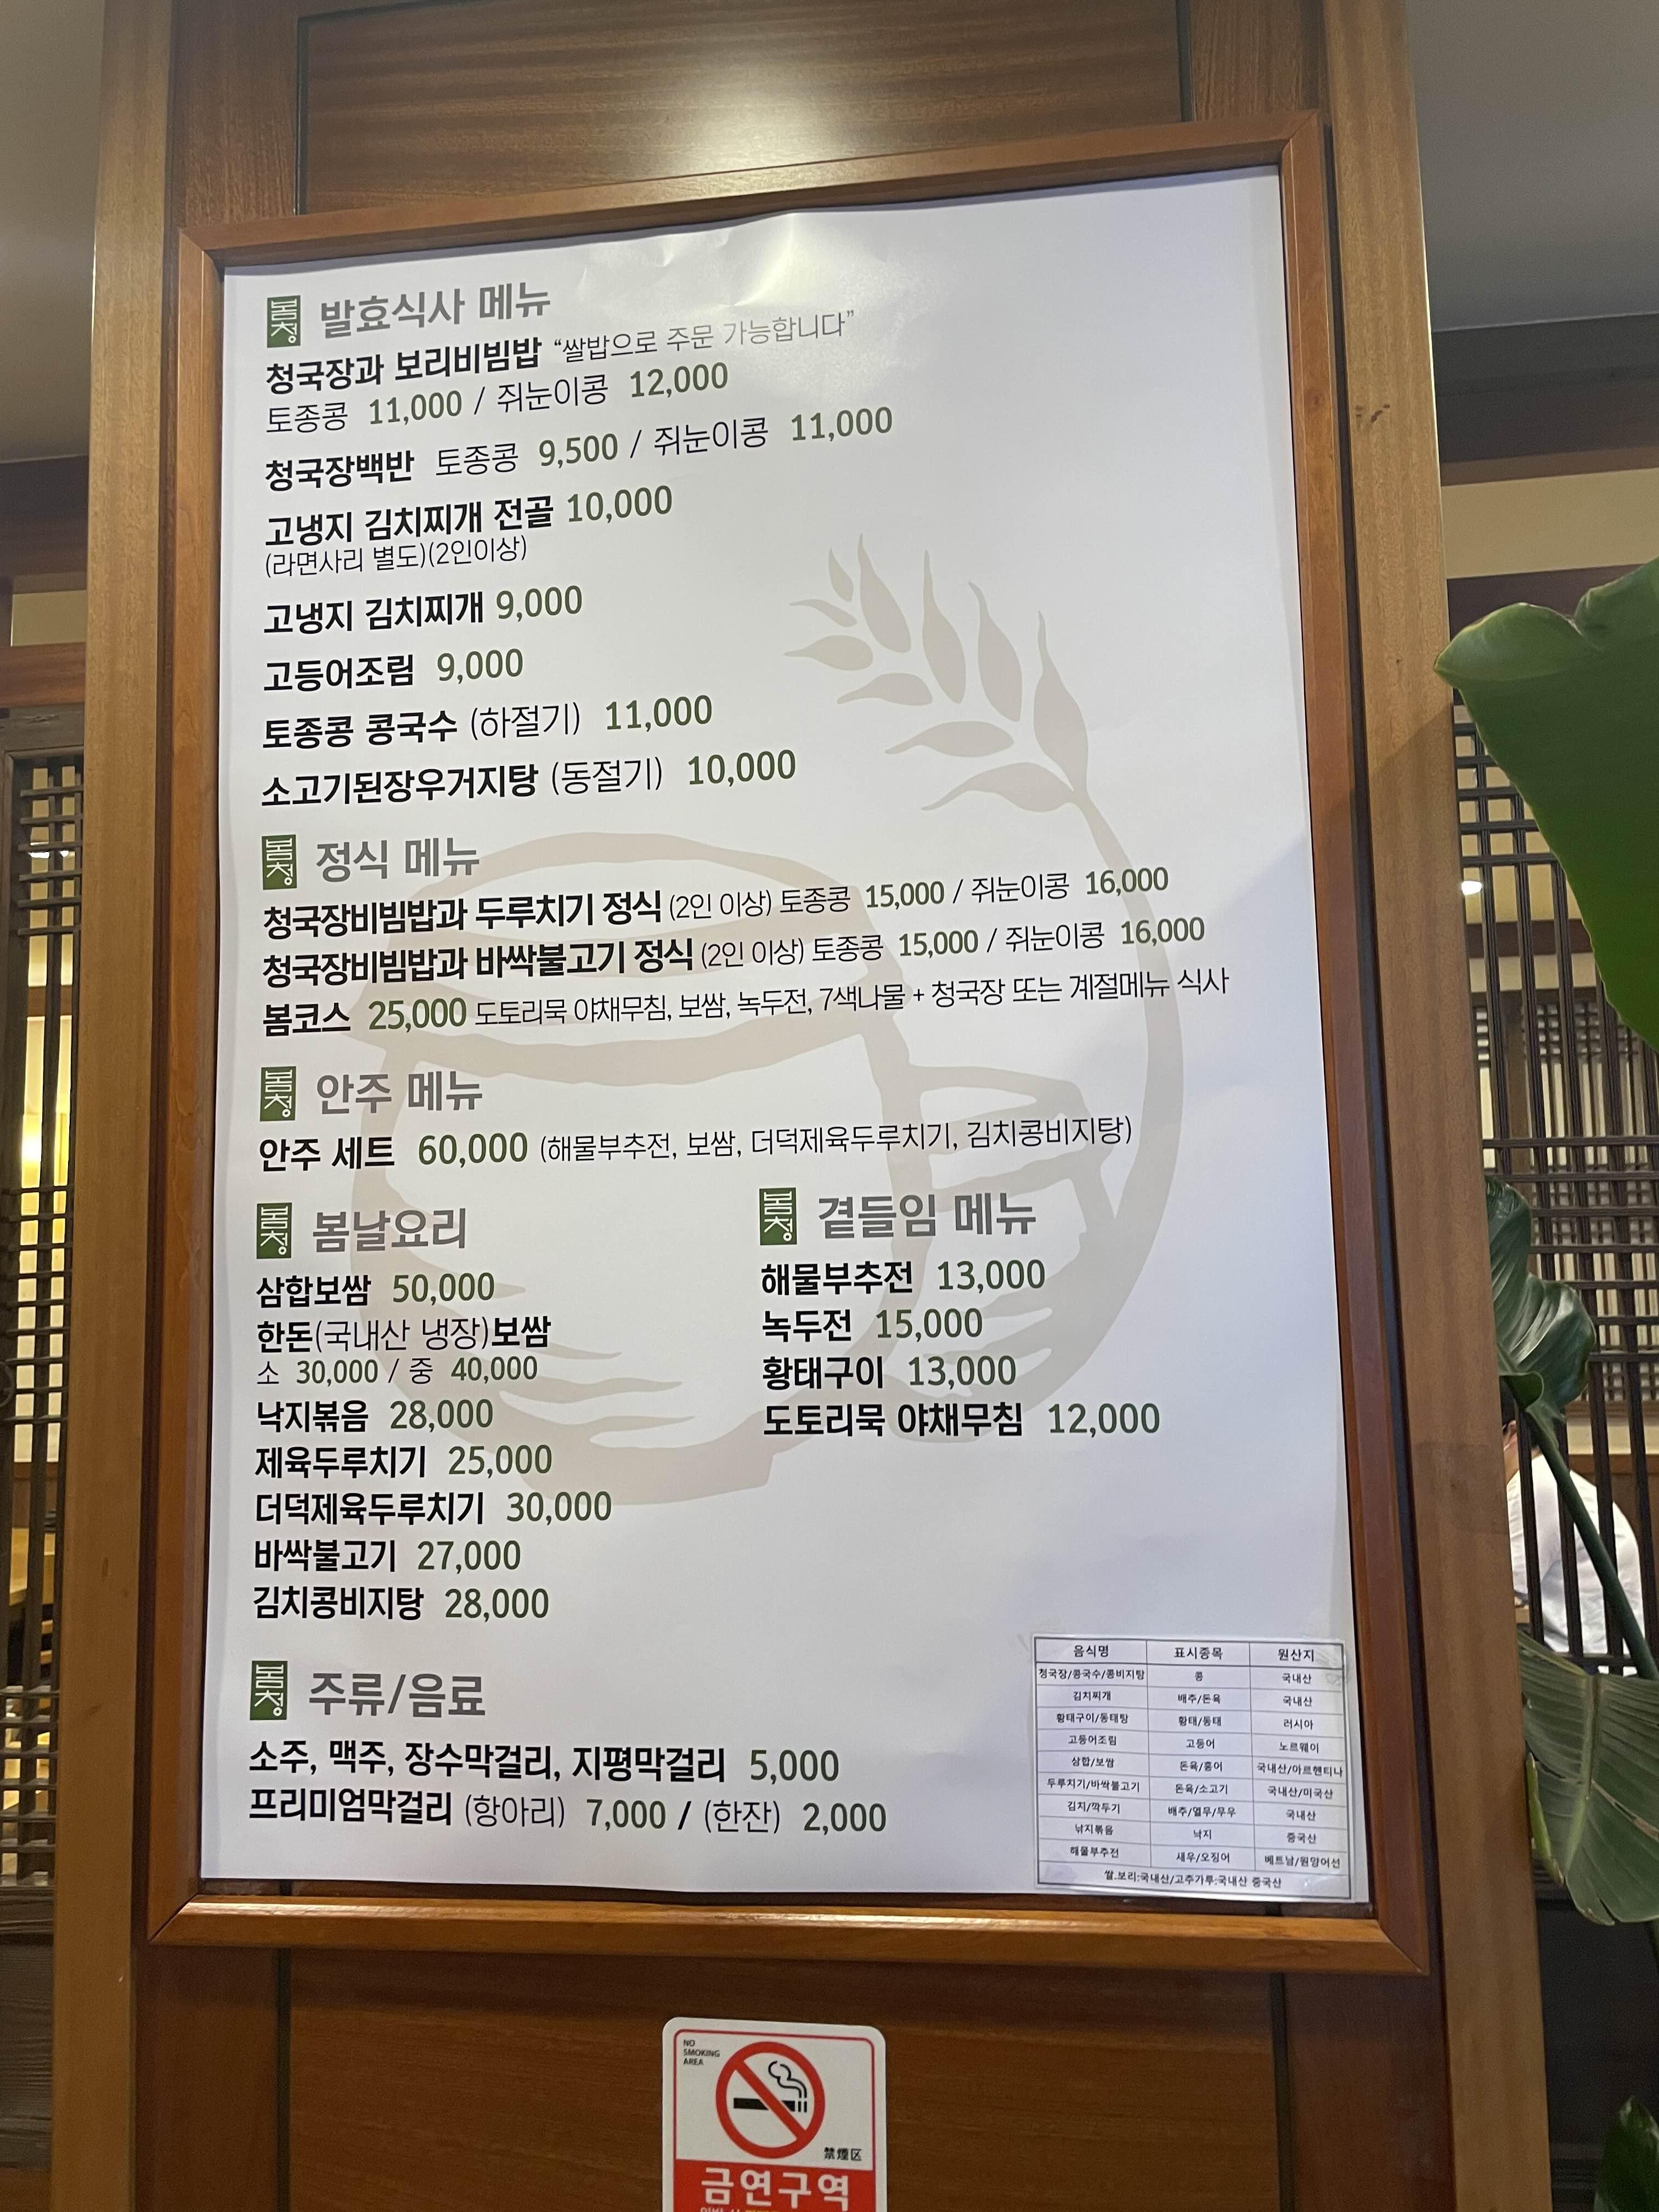 봄청 발효식사 메뉴
청국장과 보리비빔밥 “쌀밥으로 주문 가능합니다”
토종콩 11,000 / 쥐눈이콩 12,000
청국장백반 토종콩 9,500 / 쥐눈이콩 11,000
고냉지 김치찌개 전골 10,000
(라면사리 별도)(2인이상)
고냉지 김치찌개 9,000
고등어조림 9,000
토종콩 콩국수 (하절기) 11,000
소고기된장우거지탕 (동절기) 10,000
봄청 정식 메뉴
청국장비빔밥과 두루치기 정식 (2인 이상) 토종콩 15,000 / 쥐눈이콩 16,000
청국장비빔밥과 바싹불고기 정식 (2인 이상) 토종콩 15,000 / 쥐눈이콩 16,000
봄코스 25,000 도토리묵 야채무침, 보쌈, 녹두전, 7색나물 + 청국장 또는 계절메뉴 식사
봄청 안주 메뉴
안주 세트 60,000 (해물부추전, 보쌈, 더덕제육두루치기, 김치콩비지탕)
봄청 봄날요리
삼합보쌈 50,000
한돈(국내산 냉장)보쌈
소 30,000 / 중 40,000
낙지볶음 28,000
제육두루치기 25,000
더덕제육두루치기 30,000
바싹불고기 27,000
김치콩비지탕 28,000
봄청 곁들임 메뉴
해물부추전 13,000
녹두전 15,000
황태구이 13,000
도토리묵 야채무침 12,000
봄청 주류/음료
소주, 맥주, 장수막걸리, 지평막걸리 5,000
프리미엄막걸리 (항아리) 7,000 / (한잔) 2,000
음식명 표시종목 원산지
청국장/콩국수/콩비지탕 콩 국내산
김치찌개 배추/돈육 국내산
황태구이/동태탕 황태/동태 러시아
고등어조림 고등어 노르웨이
삼합/보쌈 돈육/홍어 국내산/아르헨티나
두루치기/바싹불고기 돈육/소고기 국내산/미국산
김치/깍두기 배추/열무/무우 국내산
낚지볶음 낙지 중국산
해물부추전 새우/오징어 베트남/원양어선
쌀.보리:국내산/고추가루:국내산 중국산
NO
SMOKING
AREA
禁煙区
금연구역